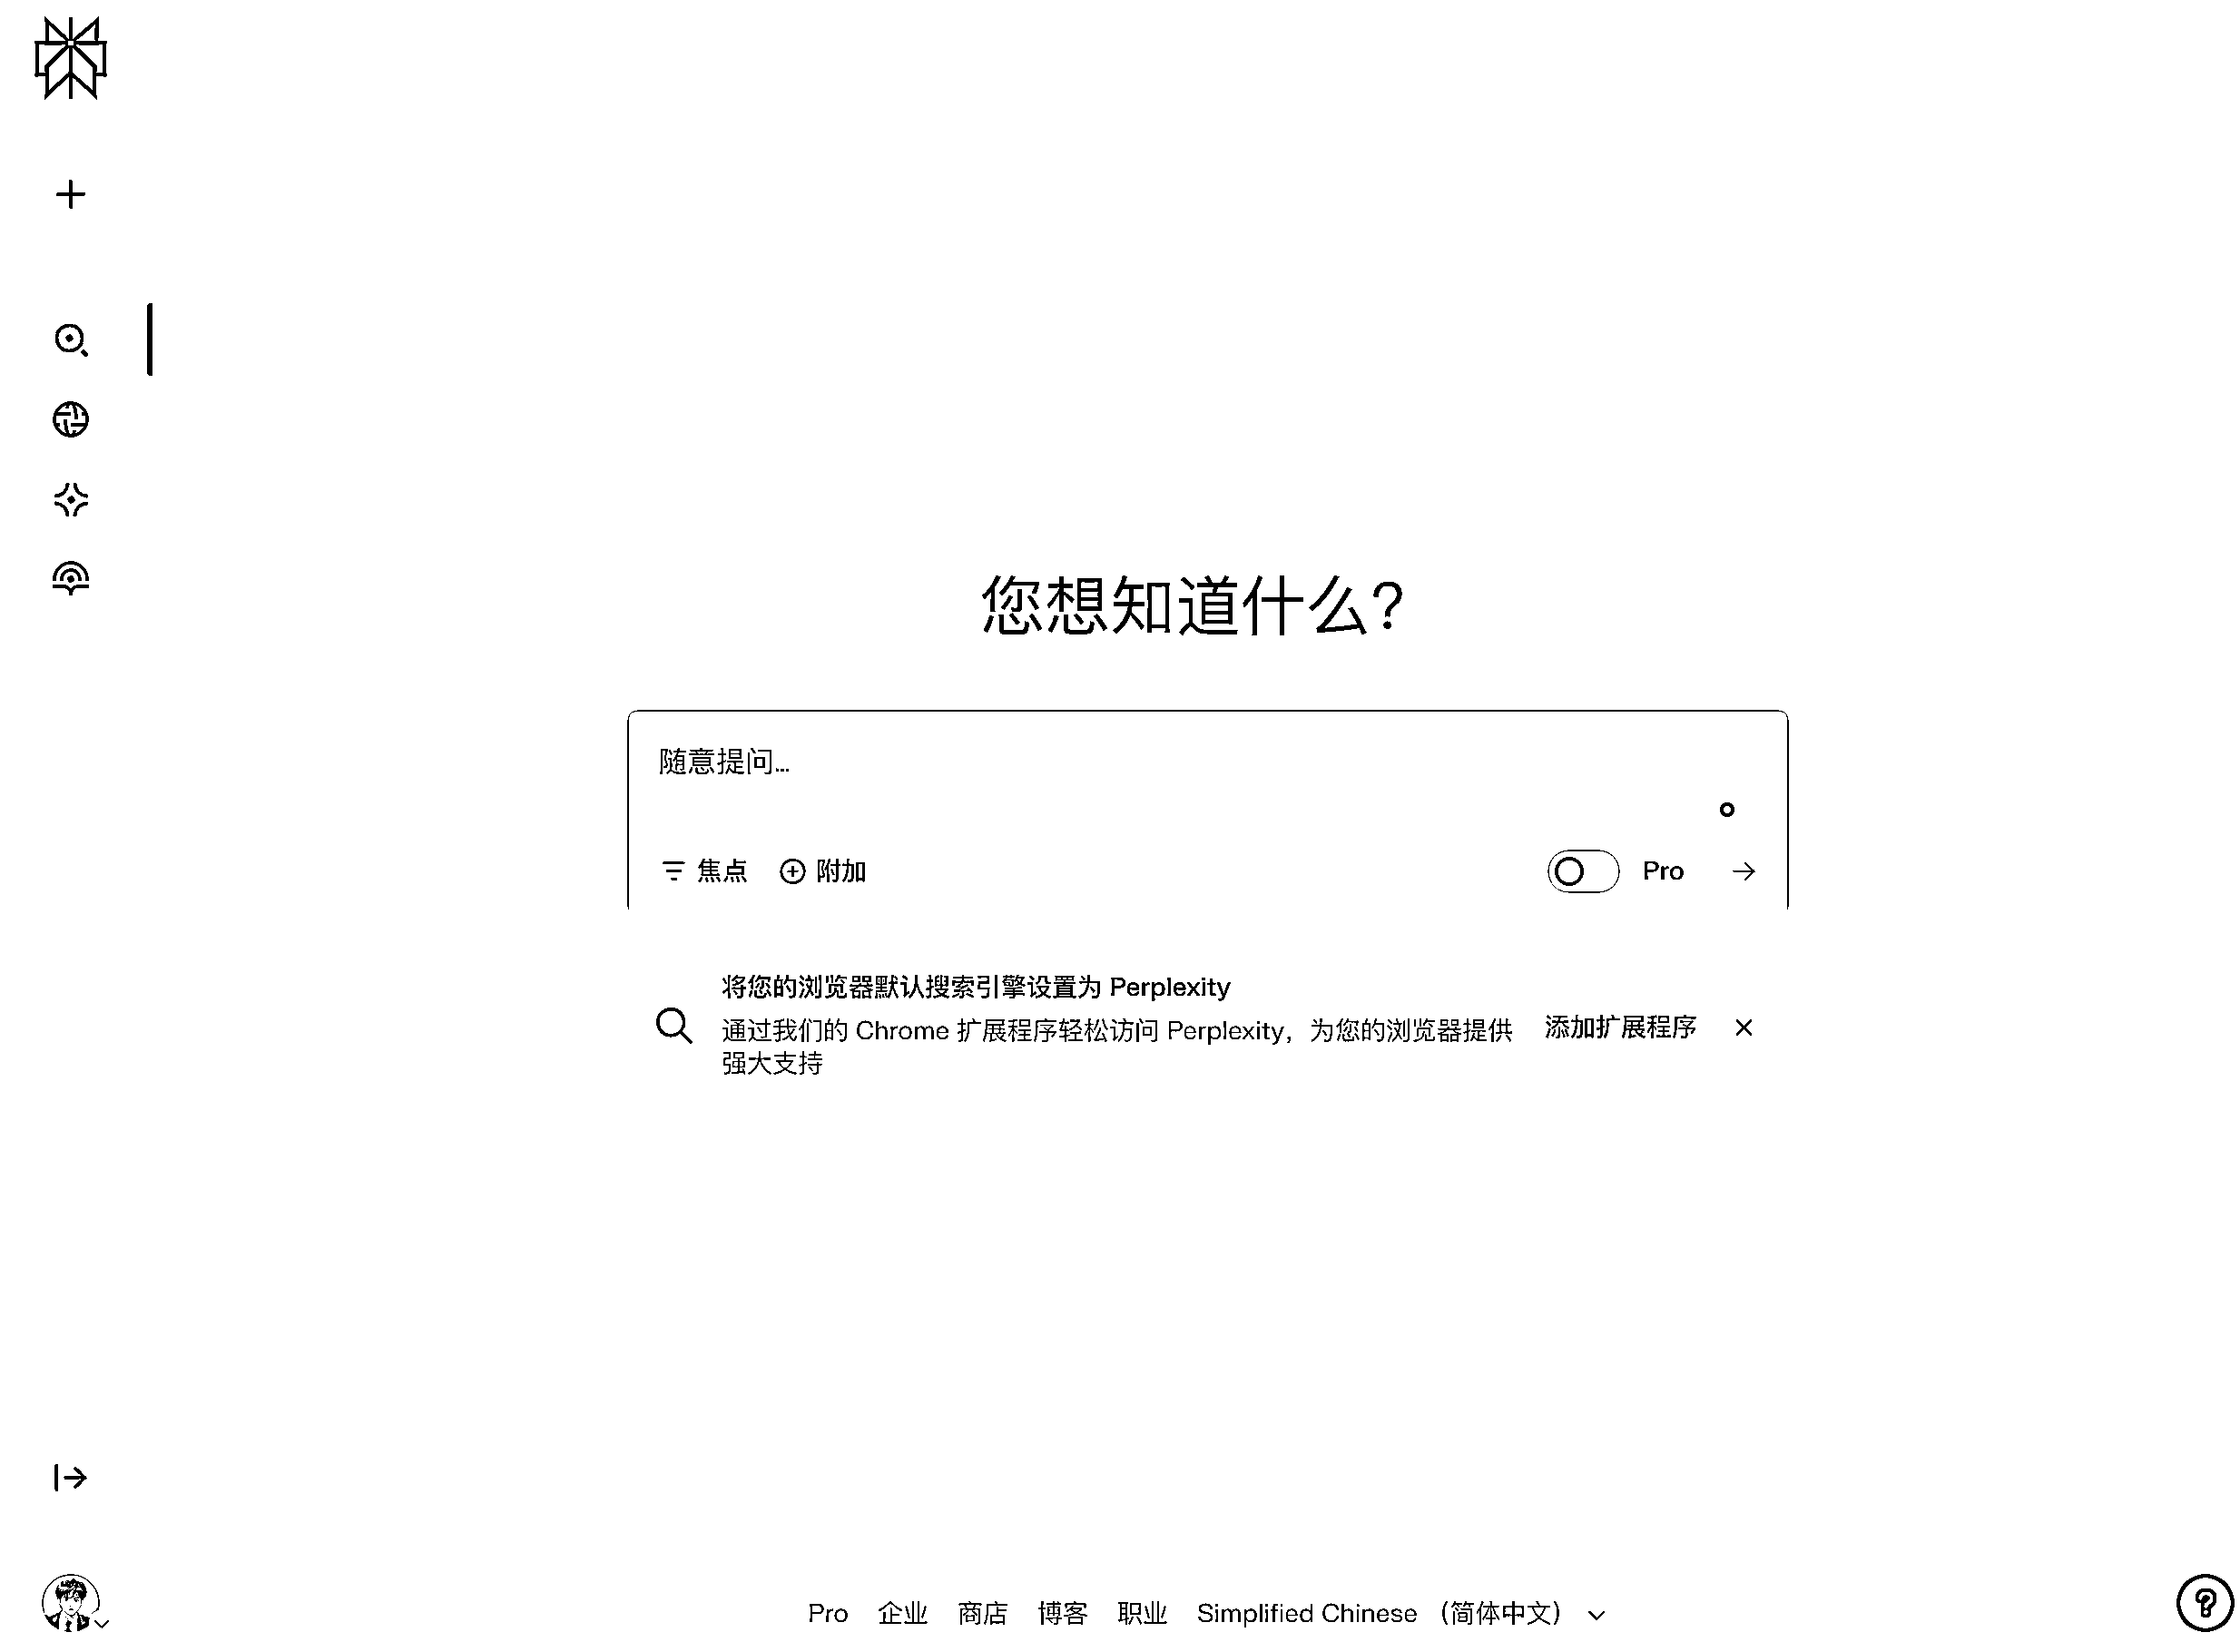 您想知道什么?
随意提问...
焦点 附加 Pro
将您的浏览器默认搜索引擎设置为 Perplexity
通过我们的 Chrome 扩展程序轻松访问 Perplexity，为您的浏览器提供
强大支持
添加扩展程序
Pro 企业 商店 博客 职业 Simplified Chinese （简体中文）